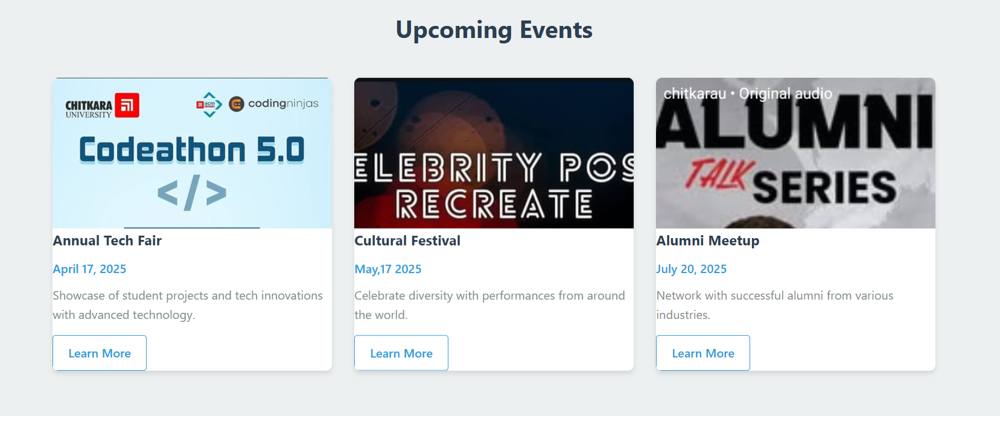 Upcoming Events
CHITKARA
UNIVERSITY
acm
codingninjas
Codeathon 5.0
</>
Annual Tech Fair
April 17, 2025
Showcase of student projects and tech innovations
with advanced technology.
Learn More
ELEBRITY POS
RECREATE
Cultural Festival
May,17 2025
Celebrate diversity with performances from around
the world.
Learn More
chitkarau • Original audio
ALUMNI
TALK SERIES
Alumni Meetup
July 20, 2025
Network with successful alumni from various
industries.
Learn More